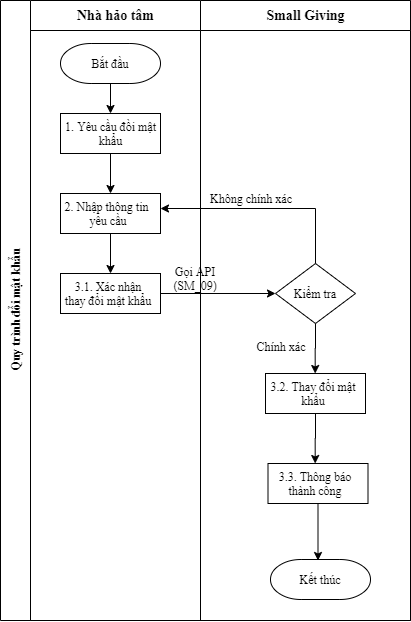 Nhà hảo tâm
Small Giving
Quy trình đổi mật khẩu
Bắt đầu
1. Yêu cầu đổi mật
khẩu
2. Nhập thông tin
yêu cầu
Không chính xác
3.1. Xác nhận
thay đổi mật khẩu
Gọi API
(SM_09)
Kiểm tra
Chính xác
3.2. Thay đổi mật
khẩu
3.3. Thông báo
thành công
Kết thúc